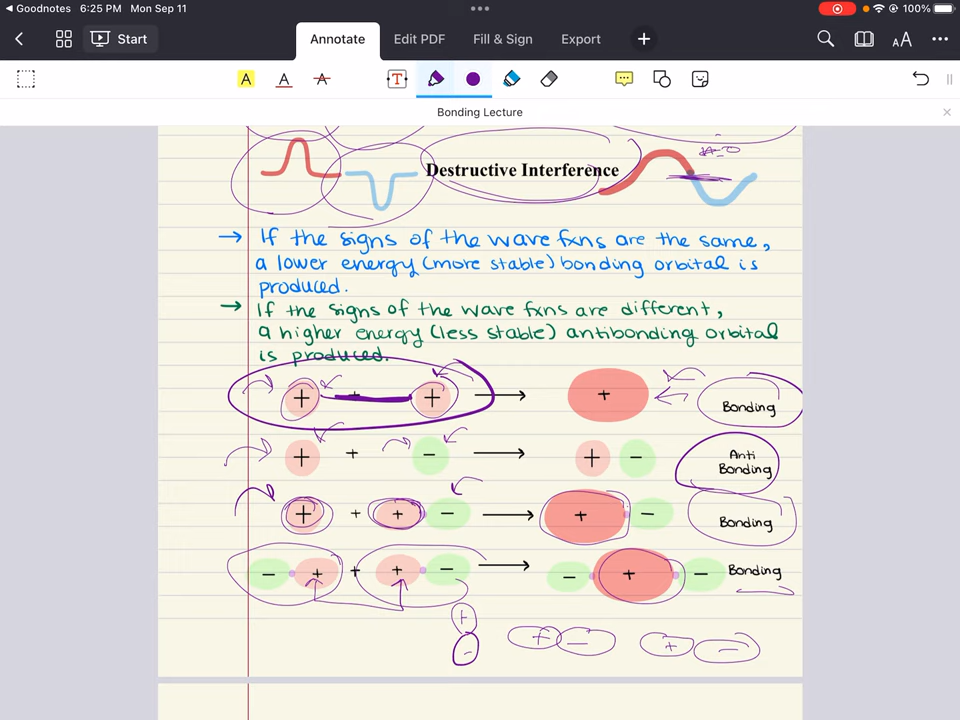 Goodnotes 6:25 PM Mon Sep 11 100%
Start Annotate Edit PDF Fill & Sign Export
Bonding Lecture
Destructive Interference
→ If the signs of the wave fxns are the same,
a lower energy (more stable) bonding orbital is
produced.
→ If the signs of the wave fxns are different,
a higher energy (less stable) antibonding orbital
is produced.
+ + + → + Bonding
+ + - → + - Anti
Bonding
+ + + - → + - Bonding
- + + + - → - + - Bonding
+
- + - + -